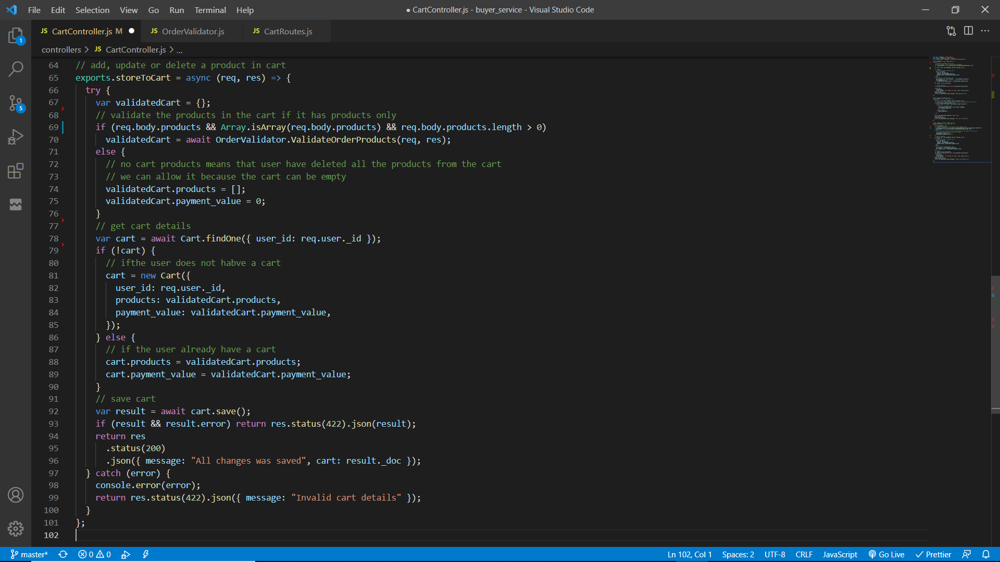 File Edit Selection View Go Run Terminal Help
● CartController.js - buyer_service - Visual Studio Code
JS CartController.js M ●
JS OrderValidator.js
JS CartRoutes.js
controllers > JS CartController.js > ...
1
5
64 // add, update or delete a product in cart
65 exports.storeToCart = async (req, res) => {
66 try {
67 var validatedCart = {};
68 // validate the products in the cart if it has products only
69 if (req.body.products && Array.isArray(req.body.products) && req.body.products.length > 0)
70 validatedCart = await OrderValidator.ValidateOrderProducts(req, res);
71 else {
72 // no cart products means that user have deleted all the products from the cart
73 // we can allow it because the cart can be empty
74 validatedCart.products = [];
75 validatedCart.payment_value = 0;
76 }
77 // get cart details
78 var cart = await Cart.findOne({ user_id: req.user._id });
79 if (!cart) {
80 // ifthe user does not habve a cart
81 cart = new Cart({
82 user_id: req.user._id,
83 products: validatedCart.products,
84 payment_value: validatedCart.payment_value,
85 });
86 } else {
87 // if the user already have a cart
88 cart.products = validatedCart.products;
89 cart.payment_value = validatedCart.payment_value;
90 }
91 // save cart
92 var result = await cart.save();
93 if (result && result.error) return res.status(422).json(result);
94 return res
95 .status(200)
96 .json({ message: "All changes was saved", cart: result._doc });
97 } catch (error) {
98 console.error(error);
99 return res.status(422).json({ message: "Invalid cart details" });
100 }
101 };
102
master* 0 0 Ln 102, Col 1 Spaces: 2 UTF-8 CRLF JavaScript Go Live Prettier